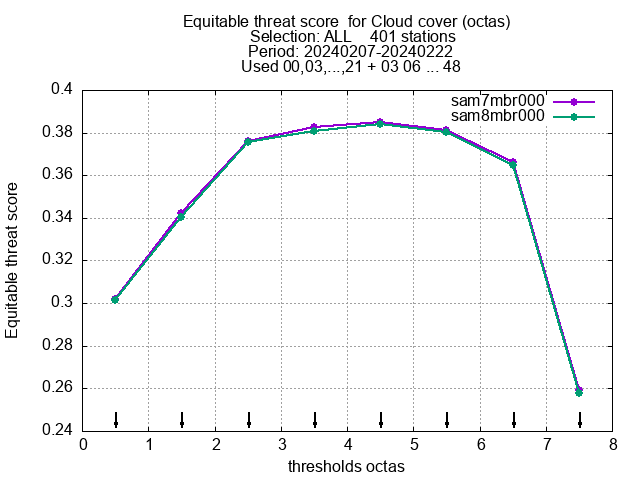 Equitable threat score  for Cloud cover (octas)
Selection: ALL    401 stations
Period: 20240207-20240222
Used 00,03,...,21 + 03 06 ... 48
sam7mbr000
sam8mbr000
Equitable threat score
0.4
0.38
0.36
0.34
0.32
0.3
0.28
0.26
0.24
0 1 2 3 4 5 6 7 8
thresholds octas